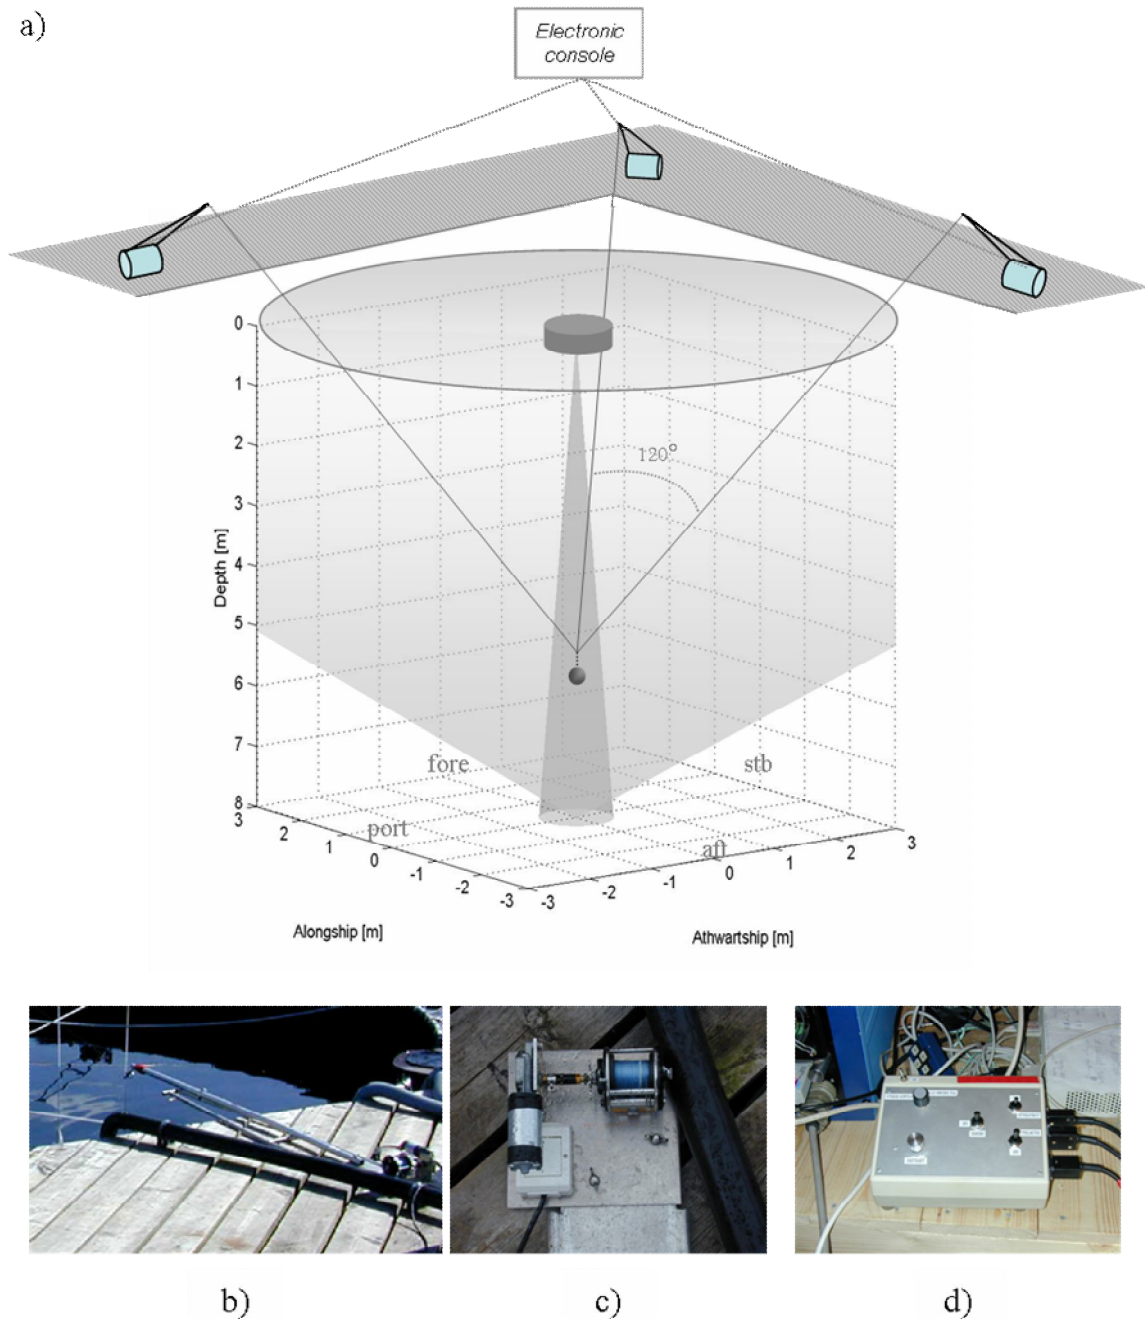 a)
Electronic
console
120°
0
1
2
3
4
5
6
7
8
Depth [m]
fore
stb
port
aft
3
2
1
0
-1
-2
-3
-3
-2
-1
0
1
2
3
Alongship [m]
Athwartship [m]
b)
c)
d)